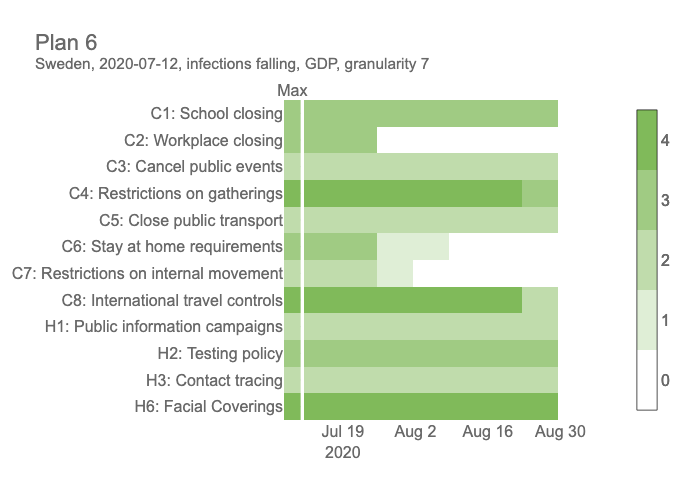 Plan 6
Sweden, 2020-07-12, infections falling, GDP, granularity 7
Max
C1: School closing
C2: Workplace closing
C3: Cancel public events
C4: Restrictions on gatherings
C5: Close public transport
C6: Stay at home requirements
C7: Restrictions on internal movement
C8: International travel controls
H1: Public information campaigns
H2: Testing policy
H3: Contact tracing
H6: Facial Coverings
Jul 19 Aug 2 Aug 16 Aug 30
2020
4
3
2
1
0